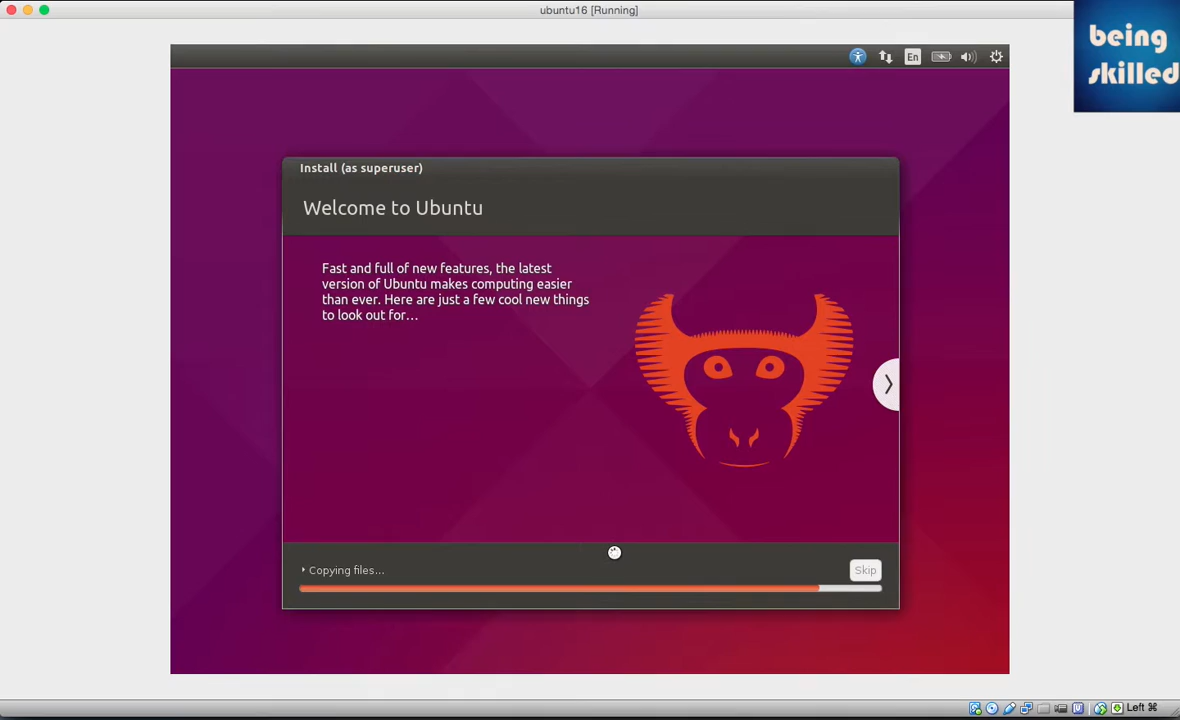 ubuntu16 [Running]
being
skilled
En
Install (as superuser)
Welcome to Ubuntu
Fast and full of new features, the latest
version of Ubuntu makes computing easier
than ever. Here are just a few cool new things
to look out for…
Copying files…
Skip
Left ⌘